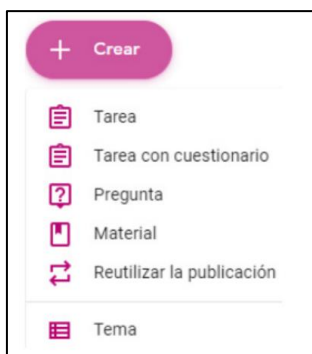 Crear
Tarea
Tarea con cuestionario
Pregunta
Material
Reutilizar la publicación
Tema